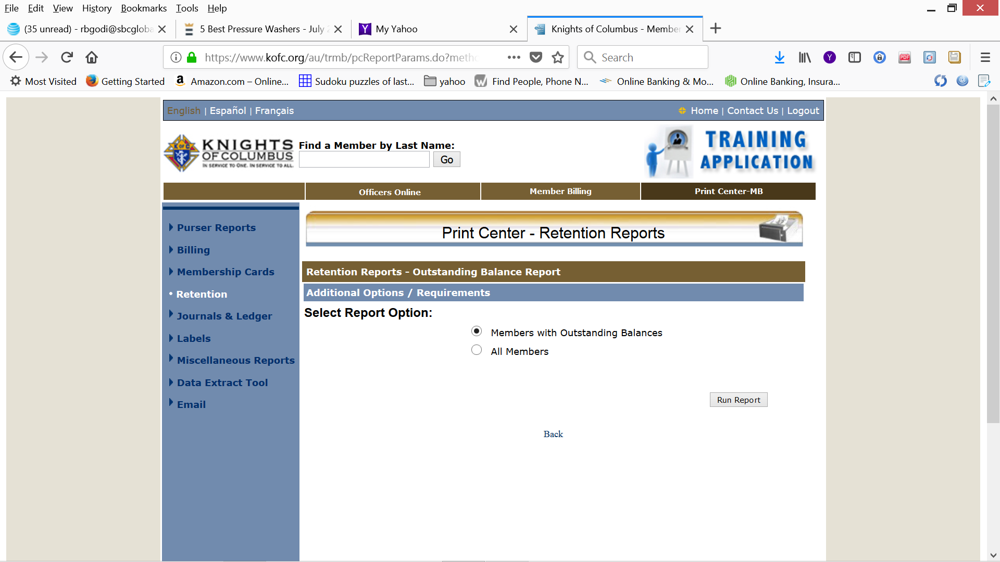 File Edit View History Bookmarks Tools Help
(35 unread) - rbgodi@sbcgloba
5 Best Pressure Washers - July
My Yahoo
Knights of Columbus - Member
https://www.kofc.org/au/trmb/pcReportParams.do?metho
Search
Y
PDF
Most Visited Getting Started Amazon.com – Online... Sudoku puzzles of last... yahoo Find People, Phone N... Online Banking & Mo... Online Banking, Insura...
English | Español | Français
Home | Contact Us | Logout
KNIGHTS
OF COLUMBUS
IN SERVICE TO ONE. IN SERVICE TO ALL.
Find a Member by Last Name:
Go
TRAINING
APPLICATION
Officers Online
Member Billing
Print Center-MB
Purser Reports
Billing
Membership Cards
• Retention
Journals & Ledger
Labels
Miscellaneous Reports
Data Extract Tool
Email
Print Center - Retention Reports
Retention Reports - Outstanding Balance Report
Additional Options / Requirements
Select Report Option:
Members with Outstanding Balances
All Members
Run Report
Back